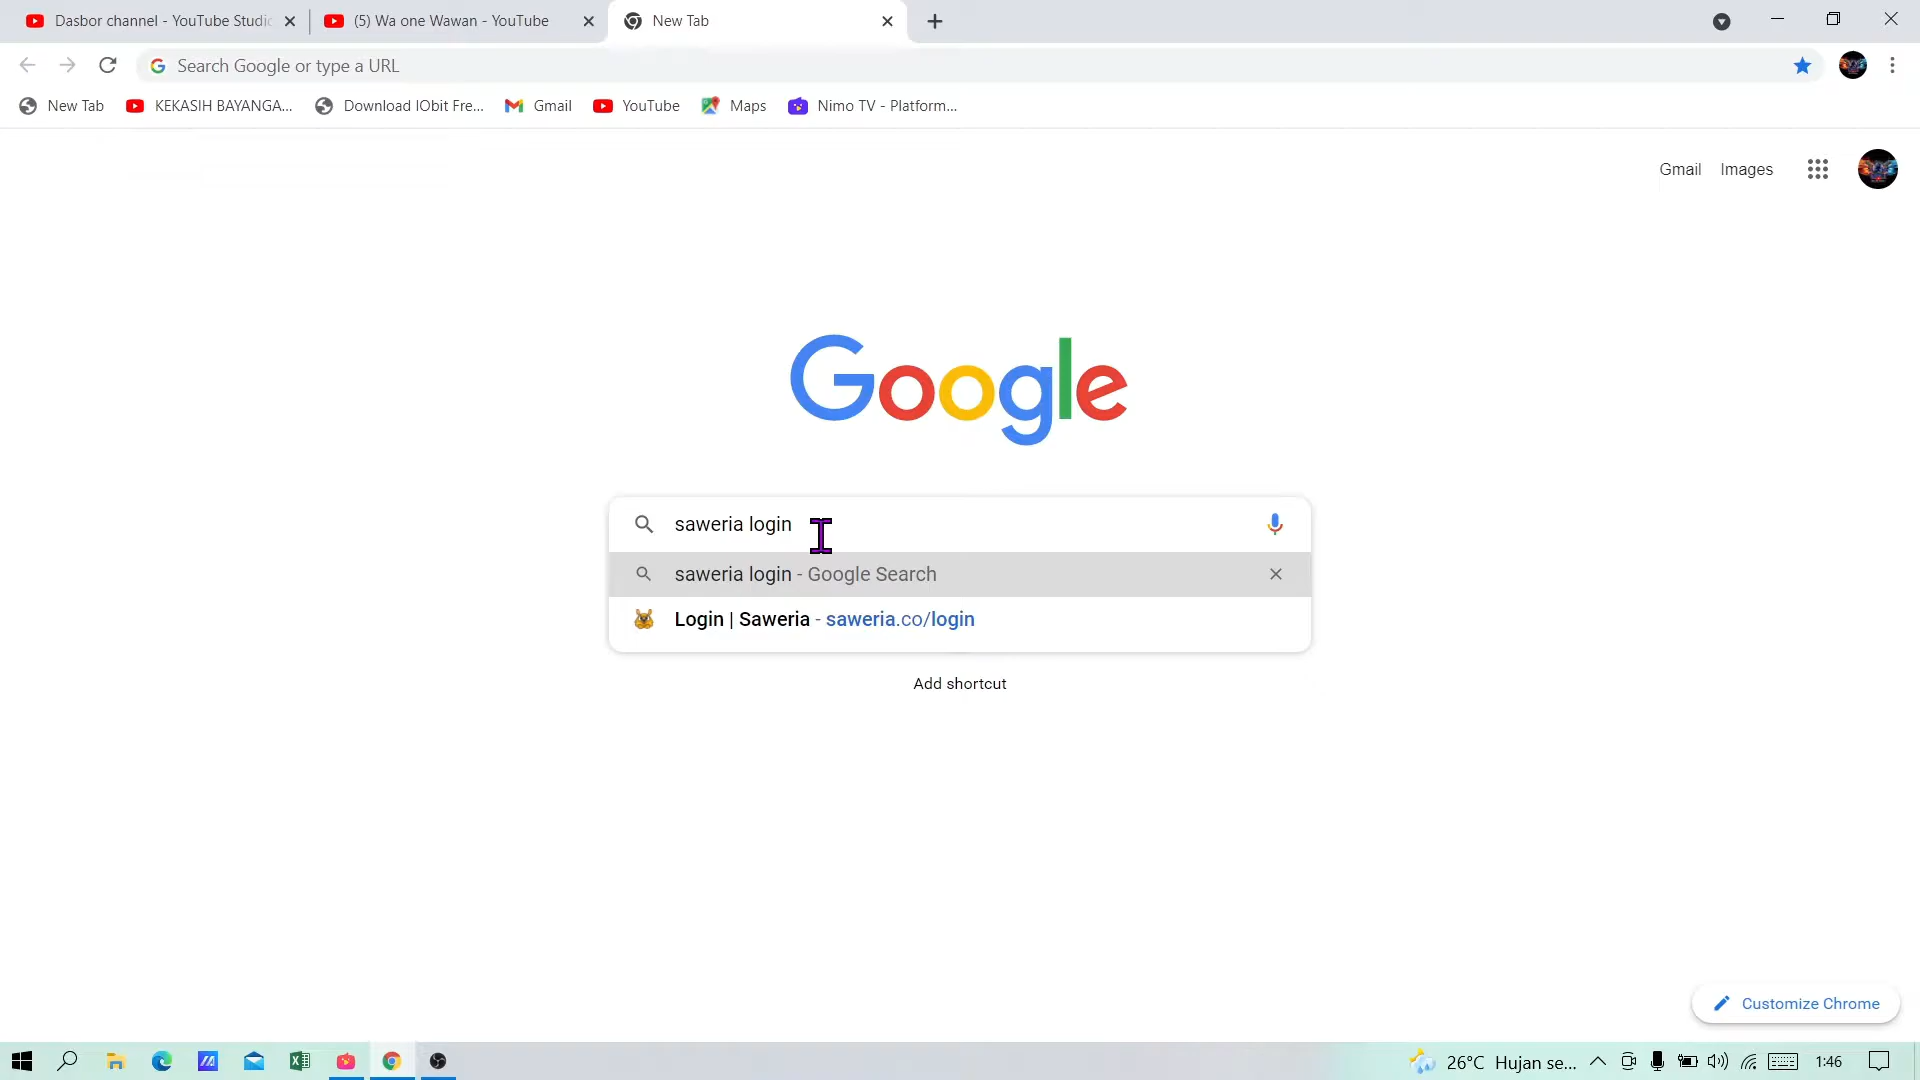 Dasbor channel - YouTube Studio
(5) Wa one Wawan - YouTube
New Tab
Search Google or type a URL
New Tab
KEKASIH BAYANGA...
Download IObit Fre...
Gmail
YouTube
Maps
Nimo TV - Platform...
Gmail
Images
Google
saweria login
saweria login - Google Search
Login | Saweria - saweria.co/login
Add shortcut
Customize Chrome
26°C Hujan se...
1:46